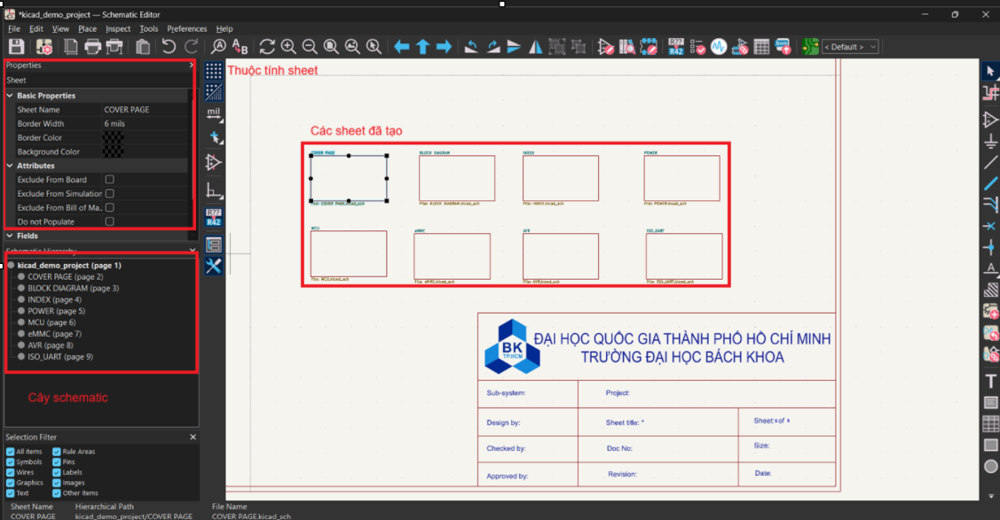 *kicad_demo_project — Schematic Editor
File Edit View Place Inspect Tools Preferences Help
< Default >
Properties
Sheet
Basic Properties
Sheet Name COVER PAGE
Border Width 6 mils
Border Color
Background Color
Attributes
Exclude From Board
Exclude From Simulation
Exclude From Bill of Ma...
Do not Populate
Fields
Schematic Hierarchy
kicad_demo_project (page 1)
COVER PAGE (page 2)
BLOCK DIAGRAM (page 3)
INDEX (page 4)
POWER (page 5)
MCU (page 6)
eMMC (page 7)
AVR (page 8)
ISO_UART (page 9)
Cây schematic
Selection Filter
All items Rule Areas
Symbols Pins
Wires Labels
Graphics Images
Text Other items
mil
R??
R42
Thuộc tính sheet
Các sheet đã tạo
COVER PAGE BLOCK DIAGRAM INDEX POWER
File: COVER PAGE.kicad_sch File: BLOCK DIAGRAM.kicad_sch File: INDEX.kicad_sch File: POWER.kicad_sch
MCU eMMC AVR ISO_UART
File: MCU.kicad_sch File: eMMC.kicad_sch File: AVR.kicad_sch File: ISO_UART.kicad_sch
BK
TP.HCM
ĐẠI HỌC QUỐC GIA THÀNH PHỐ HỒ CHÍ MINH
TRƯỜNG ĐẠI HỌC BÁCH KHOA
Sub-system: Project:
Design by: Sheet title: * Sheet: of
Checked by: Doc No: Size:
Approved by: Revision: Date:
Sheet Name Hierarchical Path File Name
COVER PAGE kicad_demo_project/COVER PAGE COVER PAGE.kicad_sch